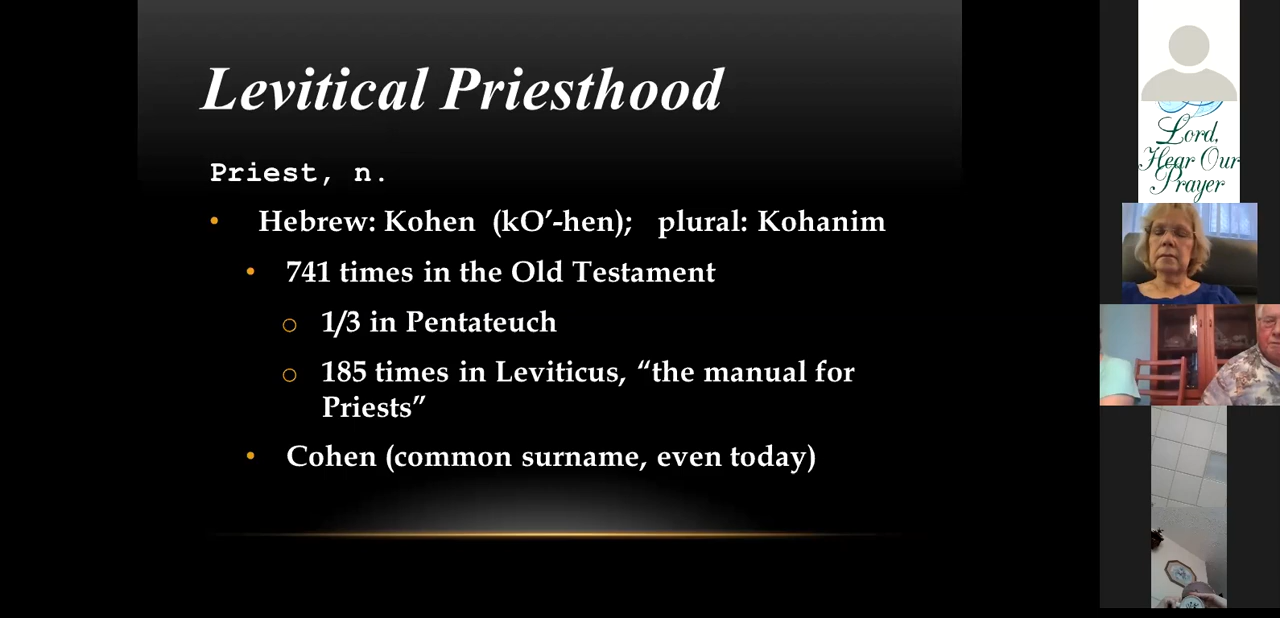 Levitical Priesthood
Priest, n.
• Hebrew: Kohen (kO’-hen); plural: Kohanim
• 741 times in the Old Testament
○ 1/3 in Pentateuch
○ 185 times in Leviticus, “the manual for
Priests”
• Cohen (common surname, even today)
Lord,
Hear Our
Prayer